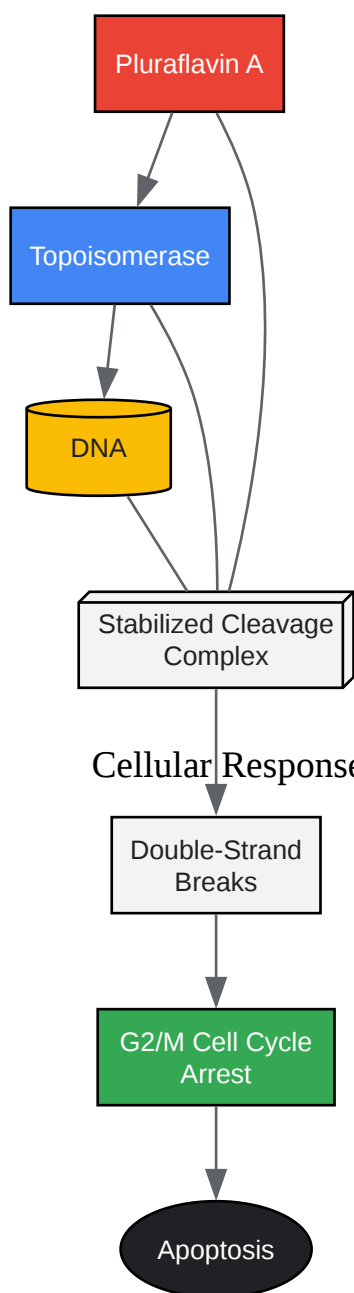 Pluraflavin A
Topoisomerase
DNA
Stabilized Cleavage
Complex
Cellular Response
Double-Strand
Breaks
G2/M Cell Cycle
Arrest
Apoptosis